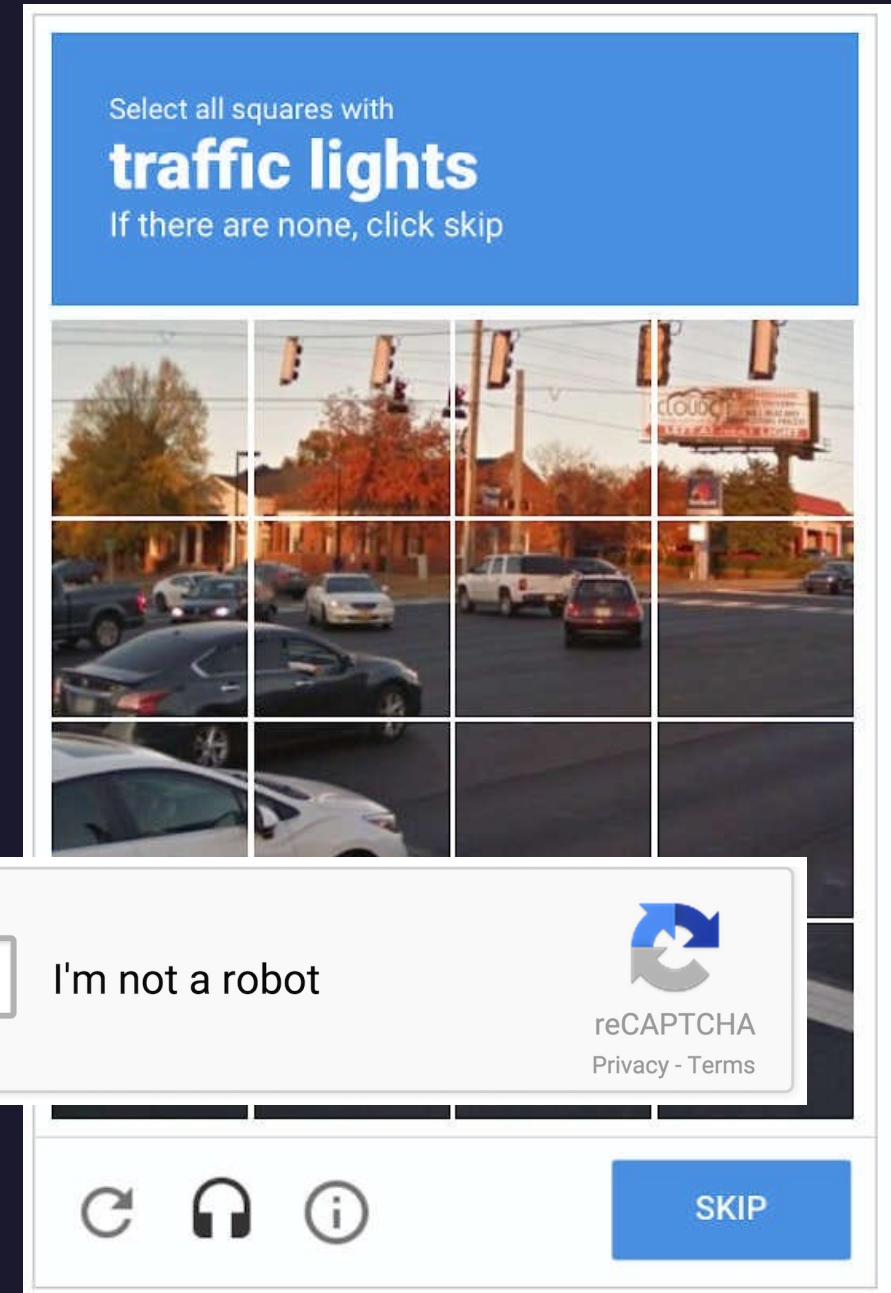 Select all squares with
traffic lights
If there are none, click skip
I'm not a robot
reCAPTCHA
Privacy - Terms
SKIP